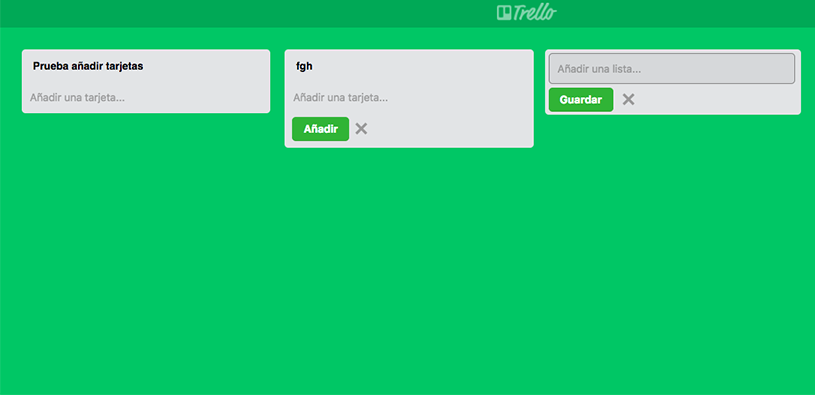 Trello
Prueba añadir tarjetas
Añadir una tarjeta...
fgh
Añadir una tarjeta...
Añadir
Añadir una lista...
Guardar